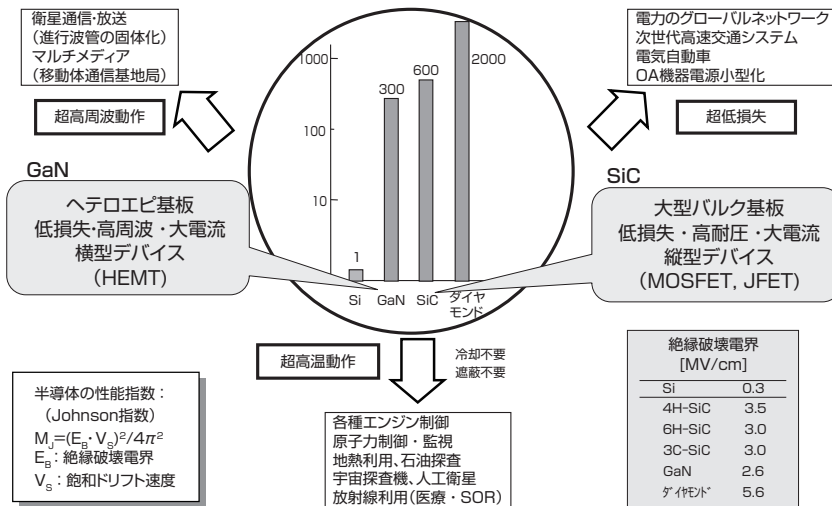 衛星通信・放送
(進行波管の固体化)
マルチメディア
(移動体通信基地局)
超高周波動作
電力のグローバルネットワーク
次世代高速交通システム
電気自動車
OA機器電源小型化
超低損失
1000
100
10
1
300
600
2000
Si
GaN
SiC
ダイヤ
モンド
GaN
ヘテロエピ基板
低損失・高周波・大電流
横型デバイス
(HEMT)
SiC
大型バルク基板
低損失・高耐圧・大電流
縦型デバイス
(MOSFET, JFET)
超高温動作
冷却不要
遮蔽不要
各種エンジン制御
原子力制御・監視
地熱利用、石油探査
宇宙探査機、人工衛星
放射線利用(医療・SOR)
半導体の性能指数：
(Johnson指数)
M_J=(E_B・V_S)²/4π²
E_B：絶縁破壊電界
V_S：飽和ドリフト速度
絶縁破壊電界
[MV/cm]
Si 0.3
4H-SiC 3.5
6H-SiC 3.0
3C-SiC 3.0
GaN 2.6
ﾀﾞｲﾔﾓﾝﾄﾞ 5.6